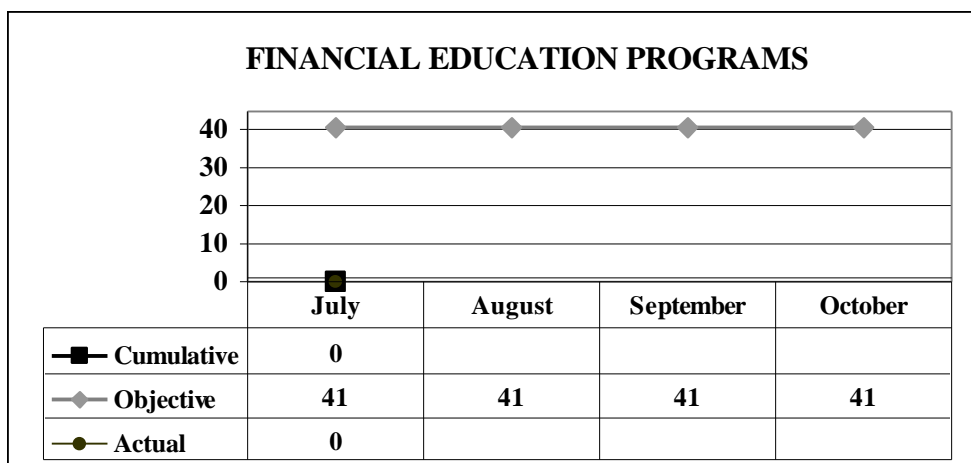 FINANCIAL EDUCATION PROGRAMS
40
30
20
10
0
July August September October
Cumulative 0
Objective 41 41 41 41
Actual 0